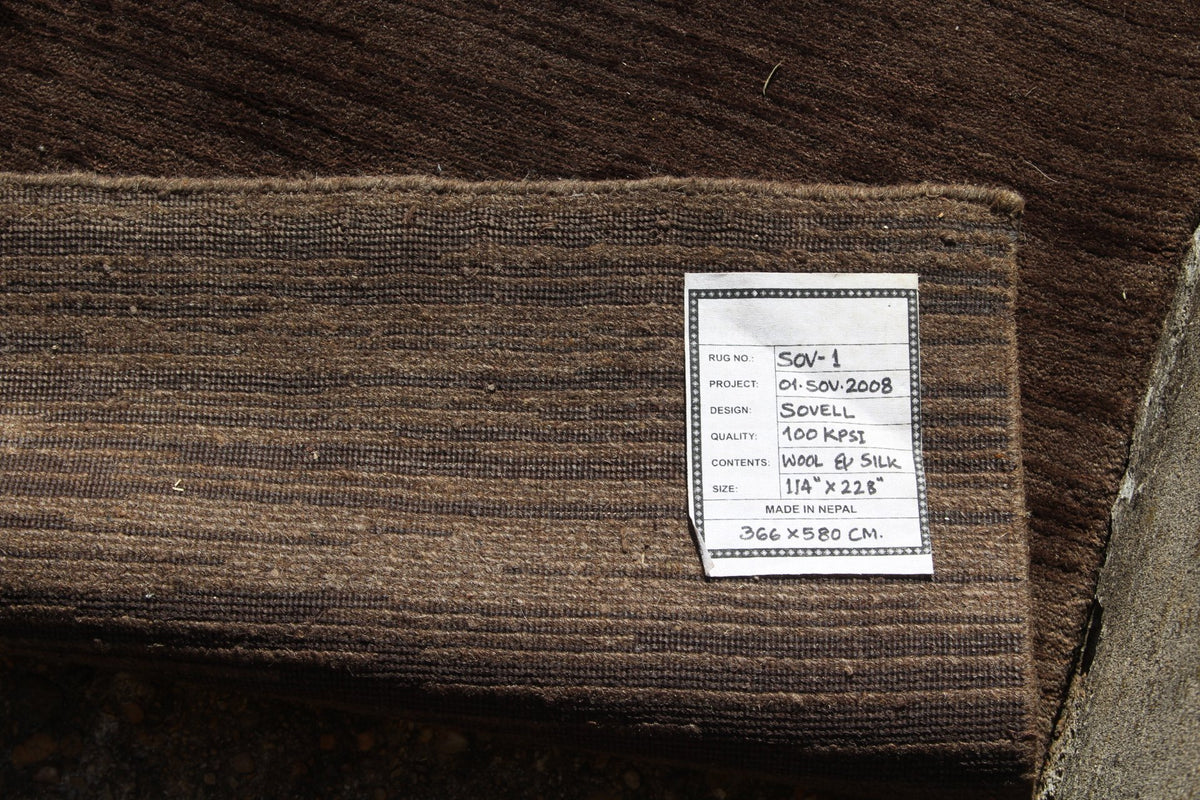 RUG NO.: SOV-1
PROJECT: 01.SOV.2008
DESIGN: SOVELL
QUALITY: 100 KPSI
CONTENTS: WOOL & SILK
SIZE: 114" X 228"
MADE IN NEPAL
366 X 580 CM.